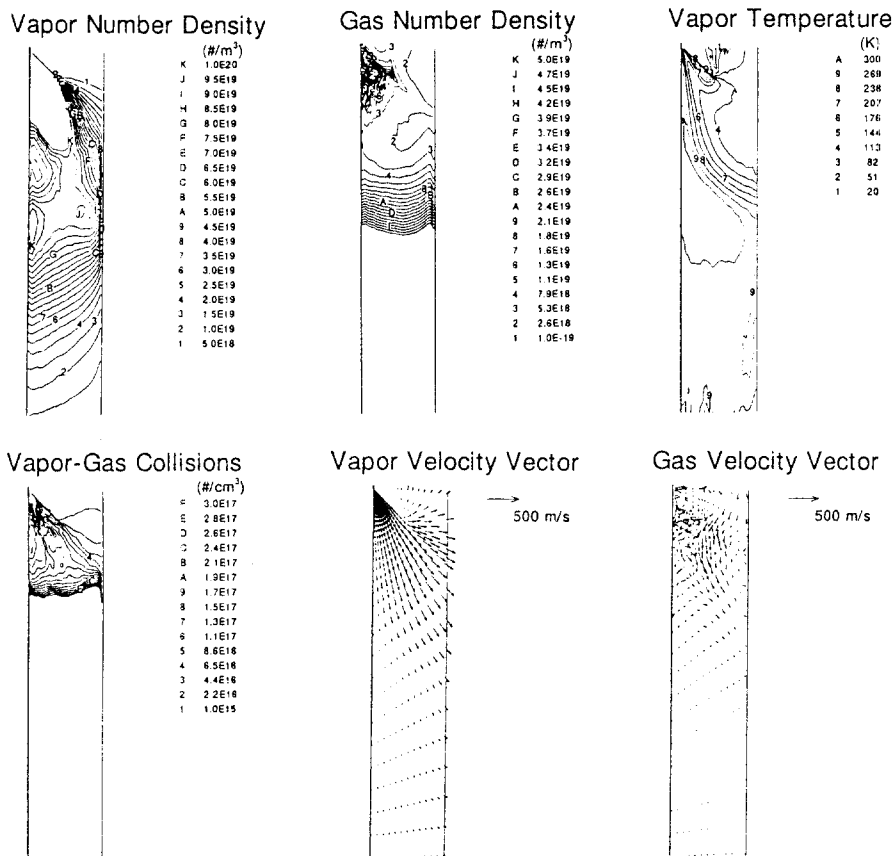 Vapor Number Density
(#/m³)
K 1.0E20
J 9.5E19
I 9.0E19
H 8.5E19
G 8.0E19
F 7.5E19
E 7.0E19
D 6.5E19
C 6.0E19
B 5.5E19
A 5.0E19
9 4.5E19
8 4.0E19
7 3.5E19
6 3.0E19
5 2.5E19
4 2.0E19
3 1.5E19
2 1.0E19
1 5.0E18
Gas Number Density
(#/m³)
K 5.0E19
J 4.7E19
I 4.5E19
H 4.2E19
G 3.9E19
F 3.7E19
E 3.4E19
D 3.2E19
C 2.9E19
B 2.6E19
A 2.4E19
9 2.1E19
8 1.8E19
7 1.6E19
6 1.3E19
5 1.1E19
4 7.9E18
3 5.3E18
2 2.6E18
1 1.0E-19
Vapor Temperature
(K)
A 300
9 269
8 238
7 207
6 176
5 144
4 113
3 82
2 51
1 20
Vapor-Gas Collisions
(#/cm³)
F 3.0E17
E 2.8E17
D 2.6E17
C 2.4E17
B 2.1E17
A 1.9E17
9 1.7E17
8 1.5E17
7 1.3E17
6 1.1E17
5 8.6E16
4 6.5E16
3 4.4E16
2 2.2E16
1 1.0E15
Vapor Velocity Vector
500 m/s
Gas Velocity Vector
500 m/s